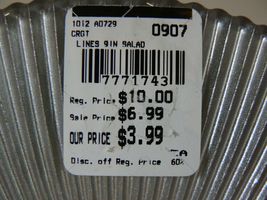 1012 A0729
CRGT 0907
LINES 9IN SALAD
7771743
Reg. Price $10.00
Sale Price $6.99
OUR PRICE $3.99
Disc. off Reg. Price 60%